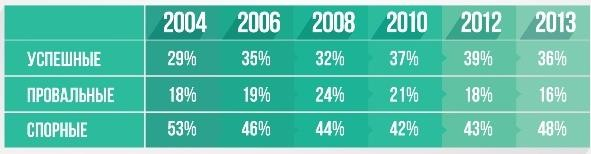 2004 2006 2008 2010 2012 2013
УСПЕШНЫЕ 29% 35% 32% 37% 39% 36%
ПРОВАЛЬНЫЕ 18% 19% 24% 21% 18% 16%
СПОРНЫЕ 53% 46% 44% 42% 43% 48%